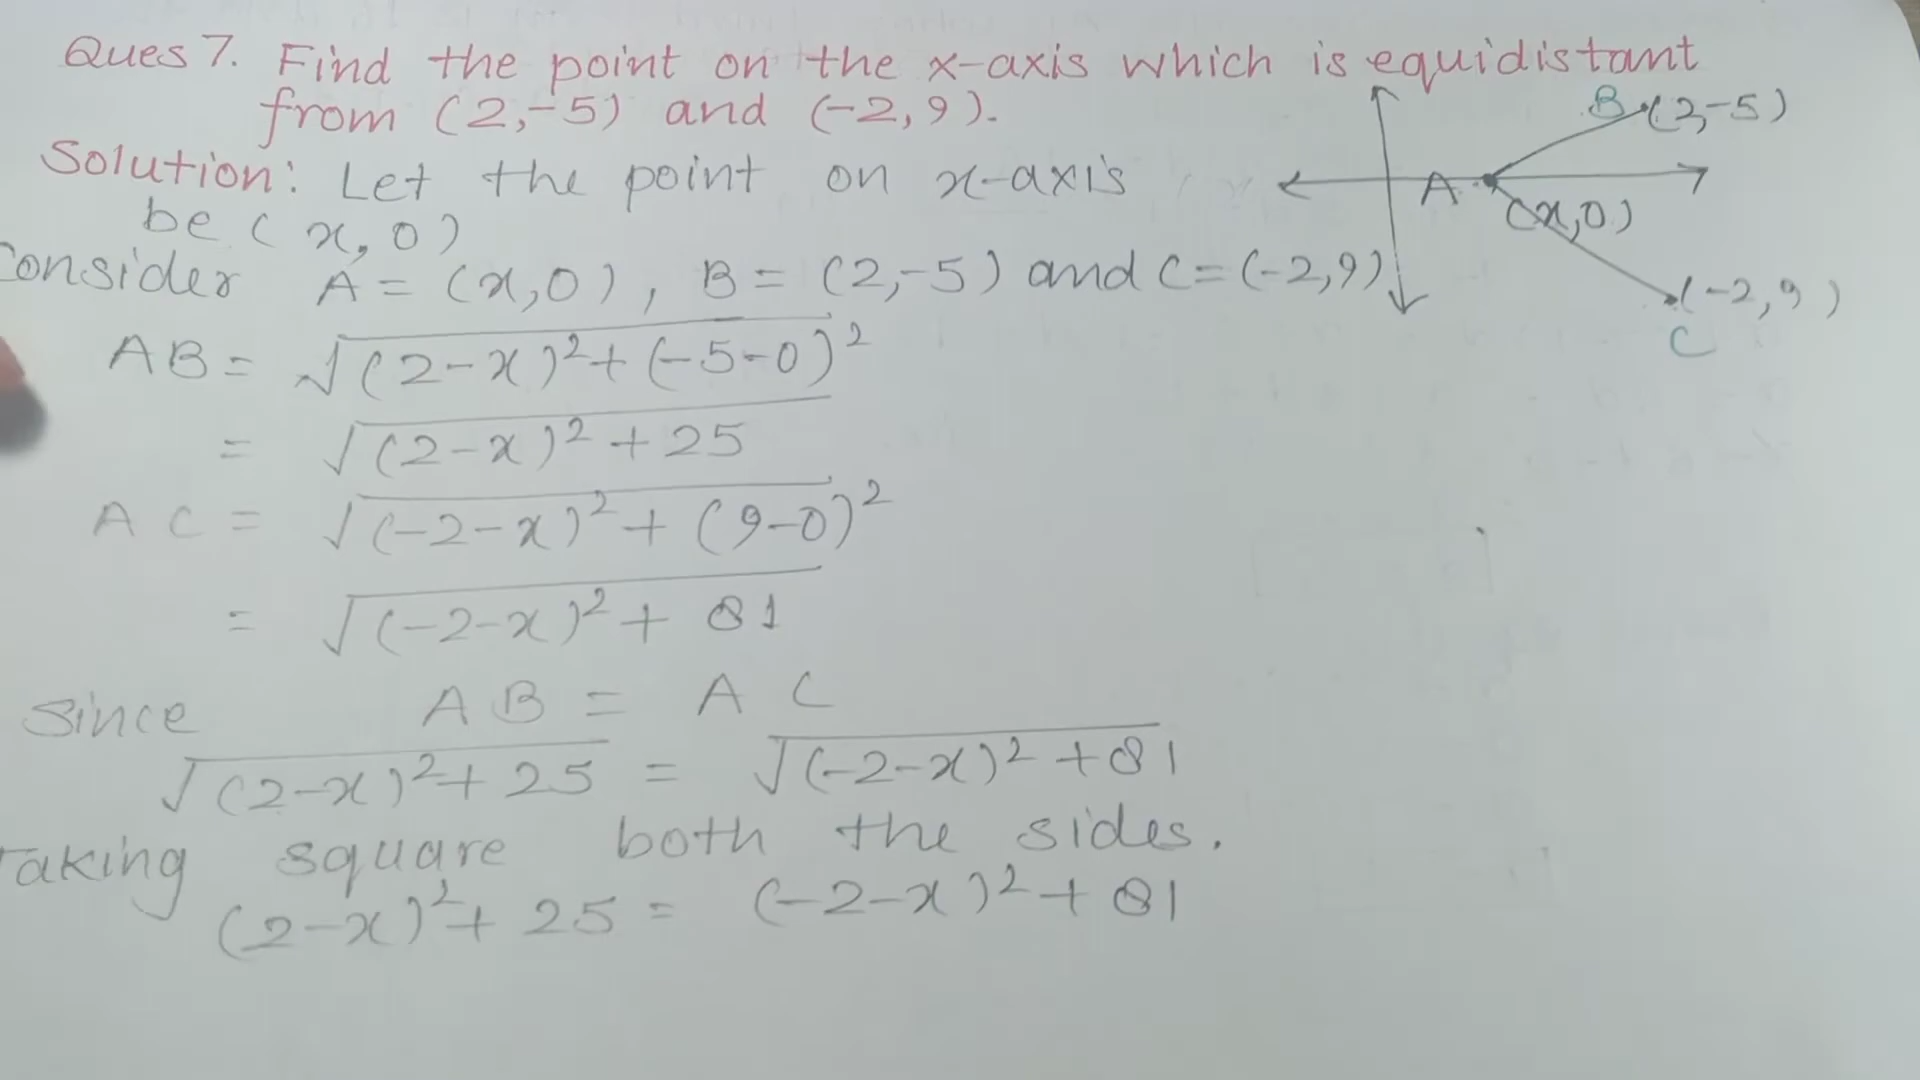 Ques 7. Find the point on the x-axis which is equidistant
from (2,-5) and (-2,9).
Solution: Let the point on x-axis
be (x,0)
Consider A = (x,0), B = (2,-5) and C = (-2,9)
AB = √(2-x)²+(-5-0)²
= √(2-x)²+25
AC = √(-2-x)²+(9-0)²
= √(-2-x)²+81
Since AB = AC
√(2-x)²+25 = √(-2-x)²+81
Taking square both the sides.
(2-x)²+25 = (-2-x)²+81
B (2,-5)
A
(x,0)
(-2,9)
C